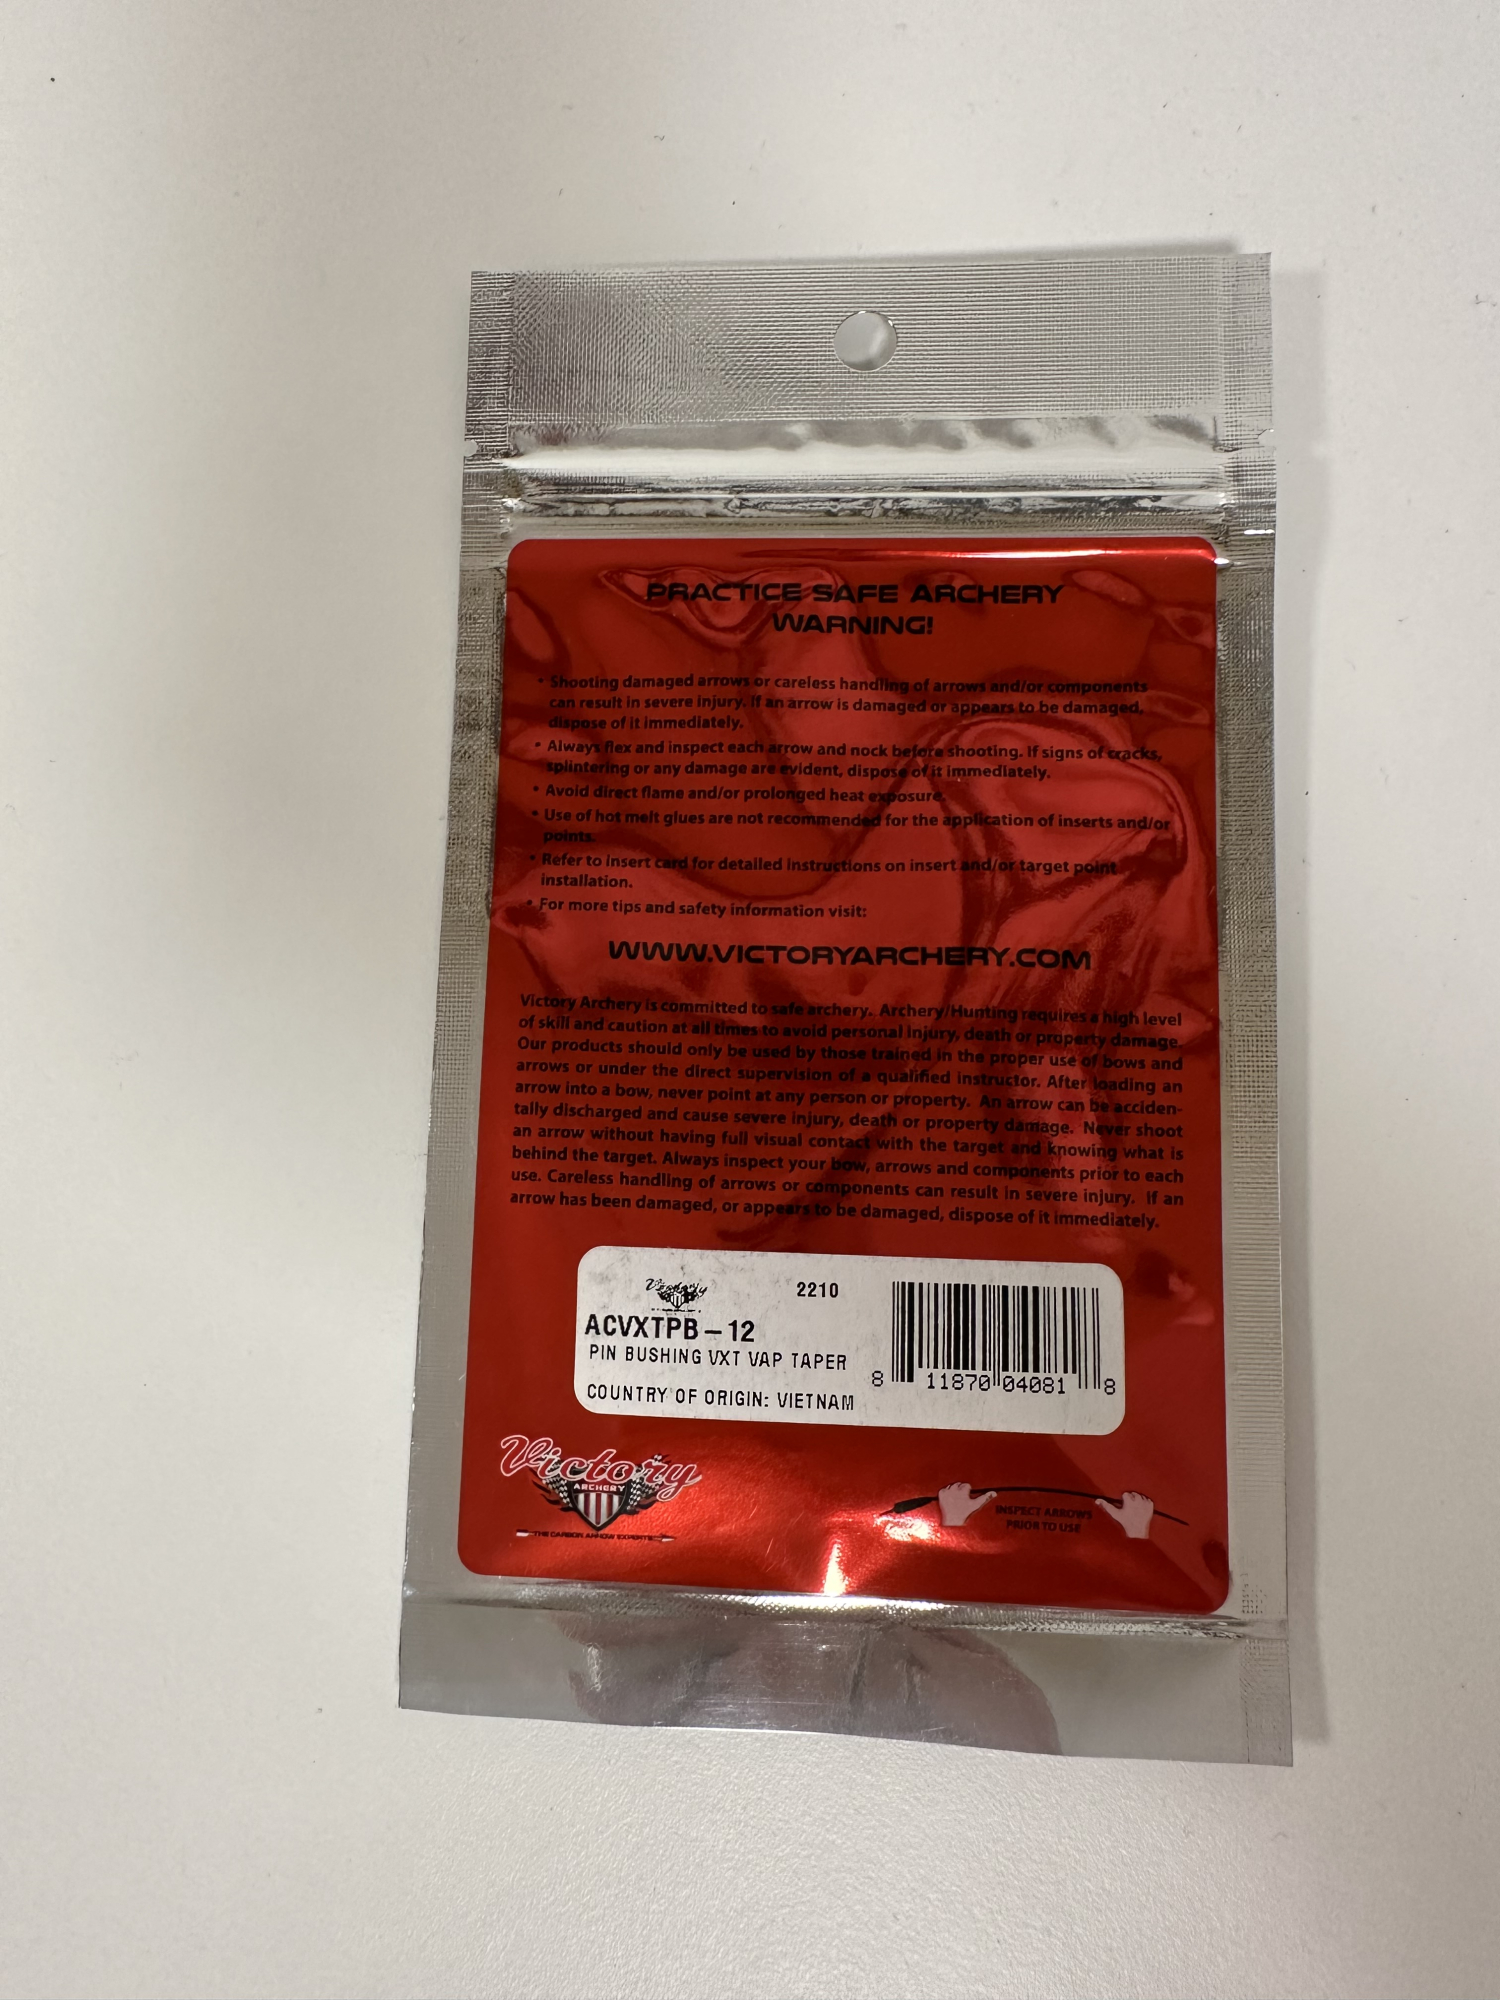 PRACTICE SAFE ARCHERY
WARNING!
• Shooting damaged arrows or careless handling of arrows and/or components
can result in severe injury. If an arrow is damaged or appears to be damaged,
dispose of it immediately.
• Always flex and inspect each arrow and nock before shooting. If signs of cracks,
splintering or any damage are evident, dispose of it immediately.
• Avoid direct flame and/or prolonged heat exposure.
• Use of hot melt glues are not recommended for the application of inserts and/or
points.
• Refer to insert card for detailed instructions on insert and/or target point
installation.
• For more tips and safety information visit:
WWW.VICTORYARCHERY.COM
Victory Archery is committed to safe archery. Archery/Hunting requires a high level
of skill and caution at all times to avoid personal injury, death or property damage.
Our products should only be used by those trained in the proper use of bows and
arrows or under the direct supervision of a qualified instructor. After loading an
arrow into a bow, never point at any person or property. An arrow can be acciden-
tally discharged and cause severe injury, death or property damage. Never shoot
an arrow without having full visual contact with the target and knowing what is
behind the target. Always inspect your bow, arrows and components prior to each
use. Careless handling of arrows or components can result in severe injury. If an
arrow has been damaged, or appears to be damaged, dispose of it immediately.
Victory 2210
ACVXTPB-12
PIN BUSHING VXT VAP TAPER
8 11870 04081 8
COUNTRY OF ORIGIN: VIETNAM
Victory
ARCHERY
THE CARBON ARROW EXPERTS
INSPECT ARROWS
PRIOR TO USE